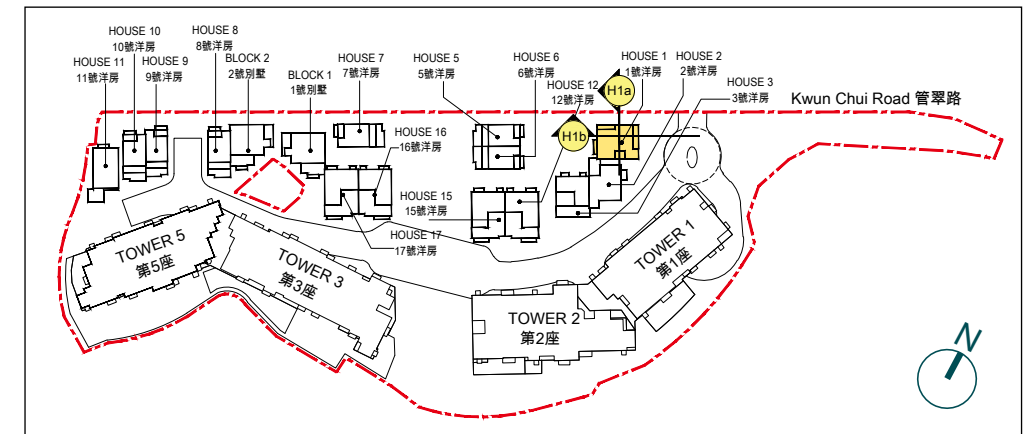 HOUSE 10
10號洋房
HOUSE 8
8號洋房
HOUSE 11
11號洋房
HOUSE 9
9號洋房
BLOCK 2
2號別墅
BLOCK 1
1號別墅
HOUSE 7
7號洋房
HOUSE 5
5號洋房
HOUSE 6
6號洋房
HOUSE 12
12號洋房
HOUSE 1
1號洋房
HOUSE 2
2號洋房
HOUSE 3
3號洋房
H1a
H1b
Kwun Chui Road 管翠路
HOUSE 16
16號洋房
HOUSE 15
15號洋房
HOUSE 17
17號洋房
TOWER 5
第5座
TOWER 3
第3座
TOWER 2
第2座
TOWER 1
第1座
N